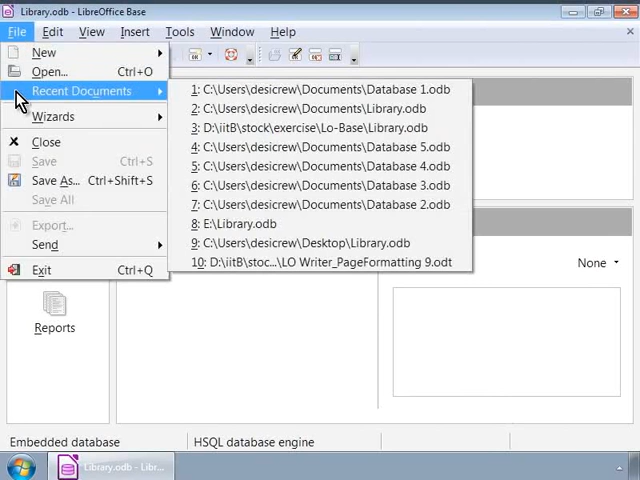 Library.odb - LibreOffice Base
File Edit View Insert Tools Window Help
New
Open... Ctrl+O
Recent Documents
Wizards
Close
Save Ctrl+S
Save As... Ctrl+Shift+S
Save All
Export...
Send
Exit Ctrl+Q
1: C:\Users\desicrew\Documents\Database 1.odb
2: C:\Users\desicrew\Documents\Library.odb
3: D:\iitB\stock\exercise\Lo-Base\Library.odb
4: C:\Users\desicrew\Documents\Database 5.odb
5: C:\Users\desicrew\Documents\Database 4.odb
6: C:\Users\desicrew\Documents\Database 3.odb
7: C:\Users\desicrew\Documents\Database 2.odb
8: E:\Library.odb
9: C:\Users\desicrew\Desktop\Library.odb
10: D:\iitB\stoc...\LO Writer_PageFormatting 9.odt
None
Reports
Embedded database HSQL database engine
Library.odb - Libr...